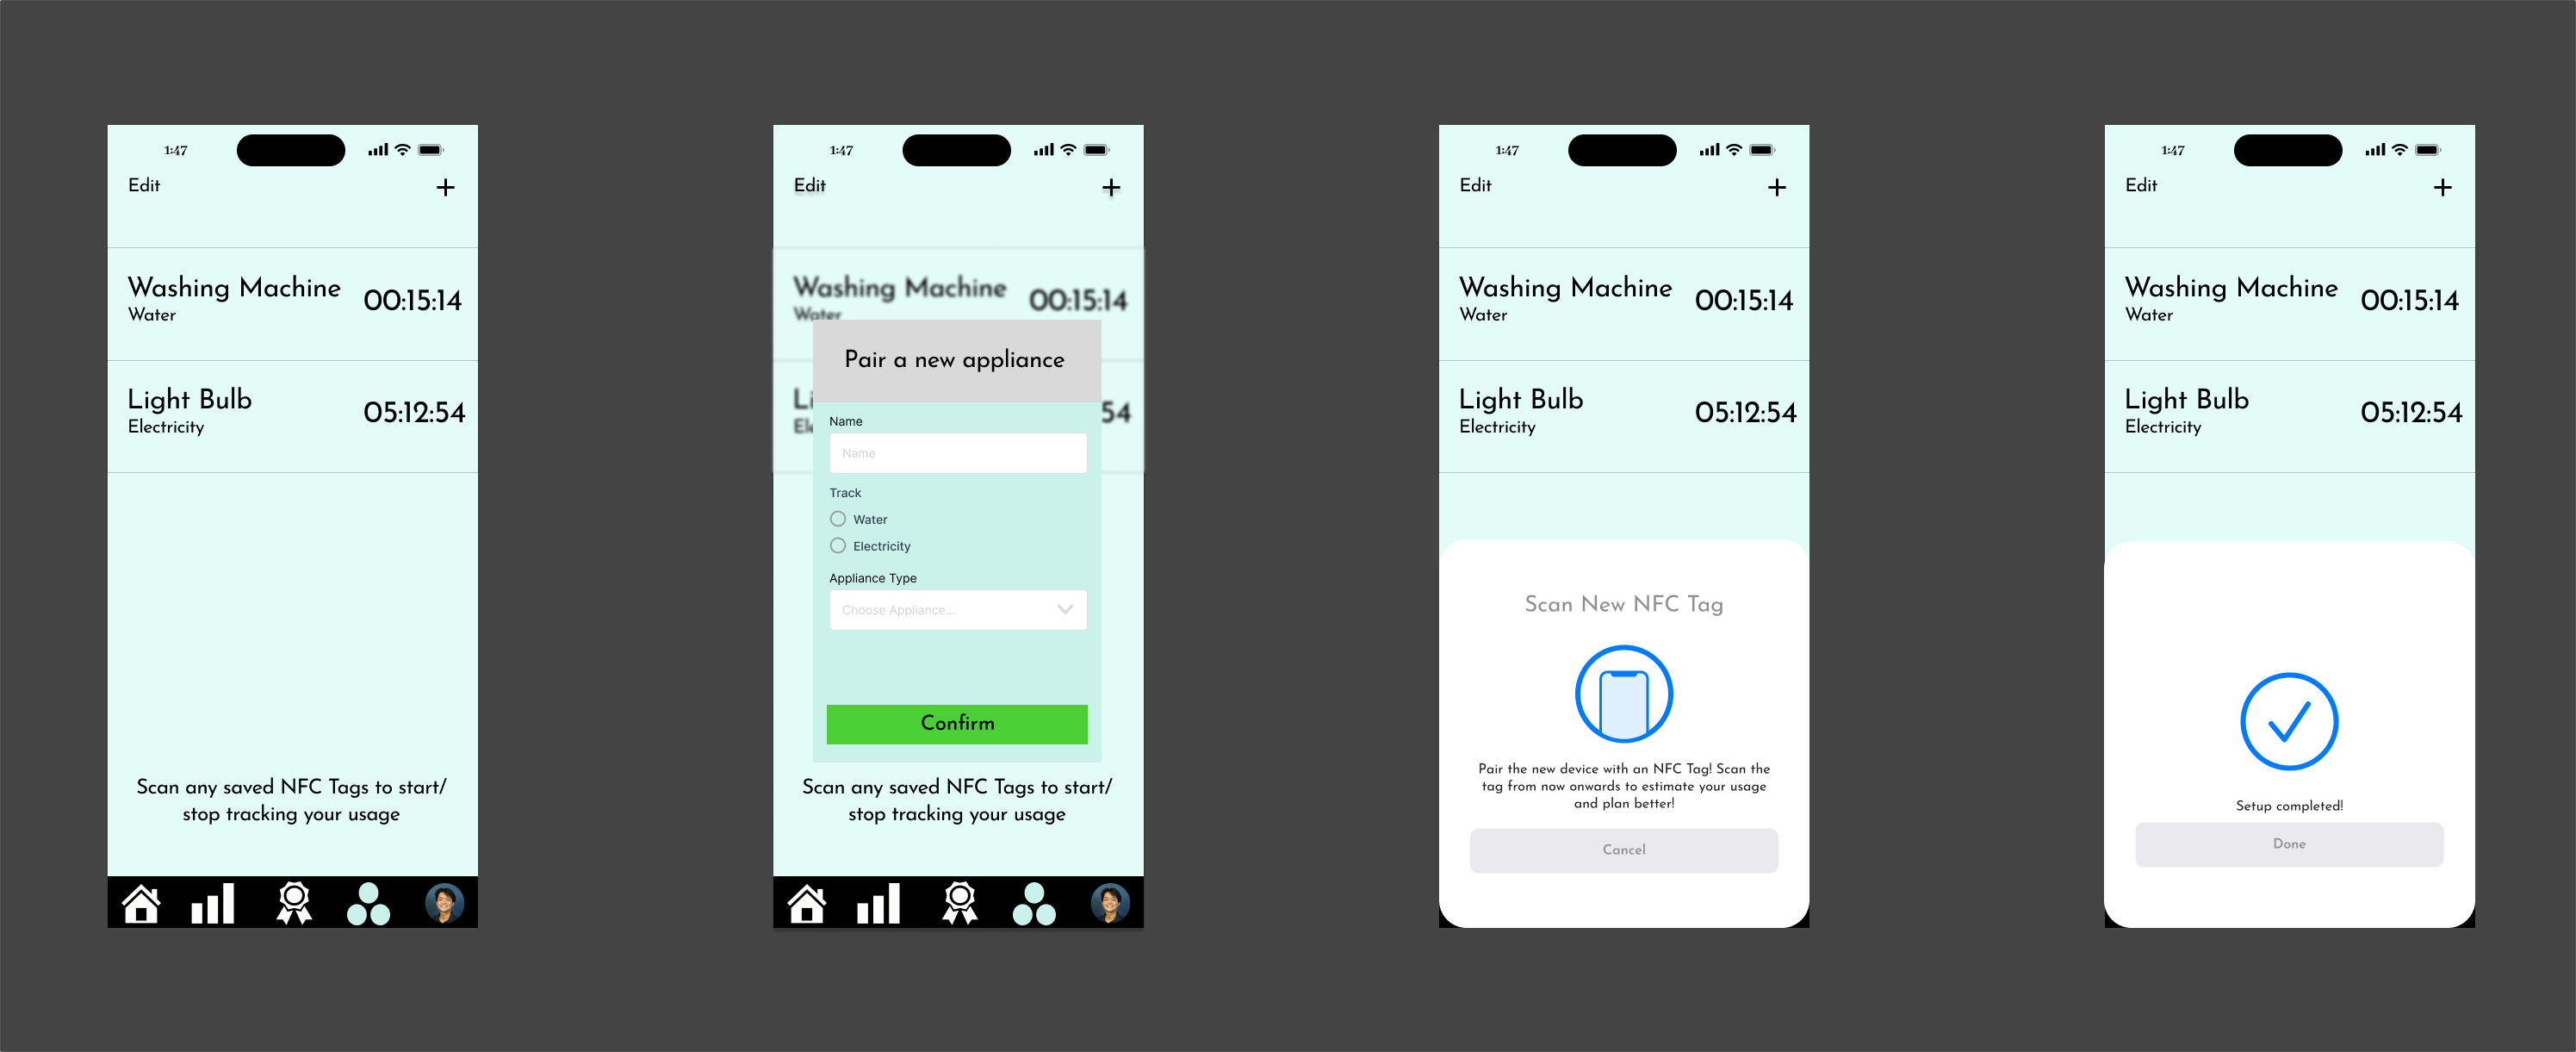 1:47
Edit +
Washing Machine
Water
00:15:14
Light Bulb
Electricity
05:12:54
Scan any saved NFC Tags to start/
stop tracking your usage
1:47
Edit +
Washing Machine
Water
00:15:14
Li
Ele
54
Pair a new appliance
Name
Name
Track
Water
Electricity
Appliance Type
Choose Appliance...
Confirm
Scan any saved NFC Tags to start/
stop tracking your usage
1:47
Edit +
Washing Machine
Water
00:15:14
Light Bulb
Electricity
05:12:54
Scan New NFC Tag
Pair the new device with an NFC Tag! Scan the
tag from now onwards to estimate your usage
and plan better!
Cancel
1:47
Edit +
Washing Machine
Water
00:15:14
Light Bulb
Electricity
05:12:54
Setup completed!
Done